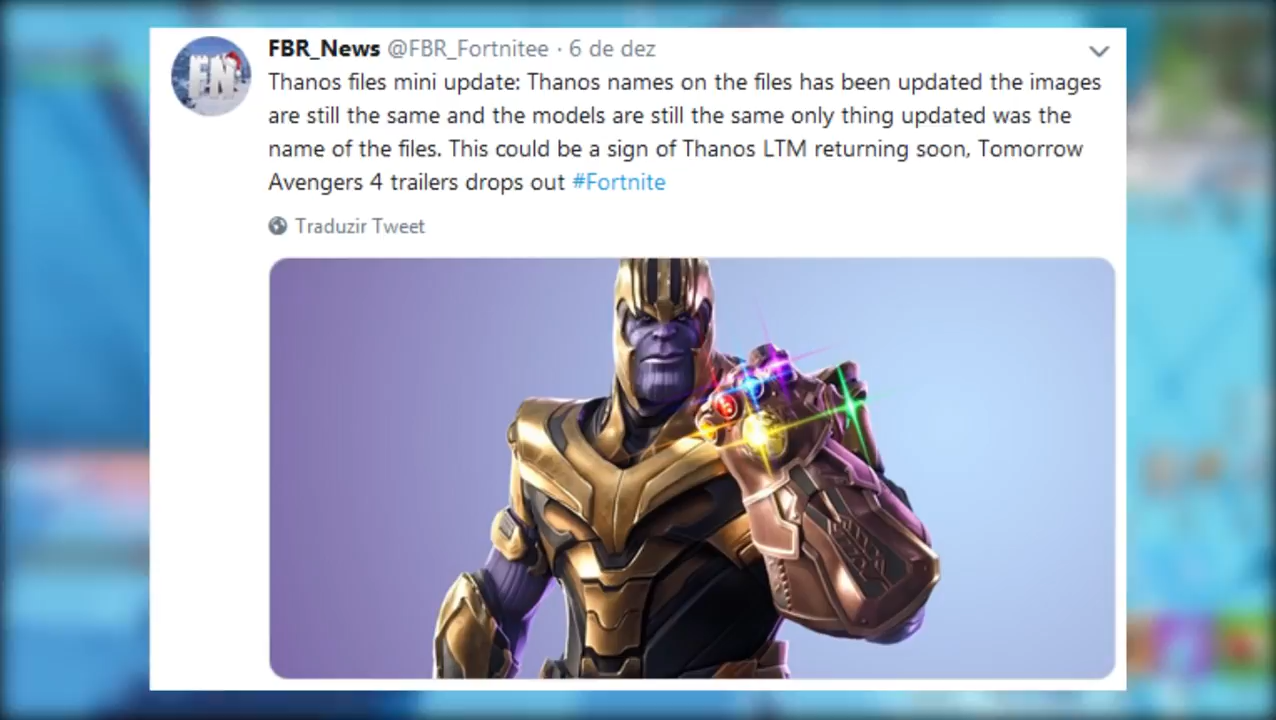 FN
FBR_News @FBR_Fortnitee · 6 de dez
Thanos files mini update: Thanos names on the files has been updated the images
are still the same and the models are still the same only thing updated was the
name of the files. This could be a sign of Thanos LTM returning soon, Tomorrow
Avengers 4 trailers drops out #Fortnite
Traduzir Tweet